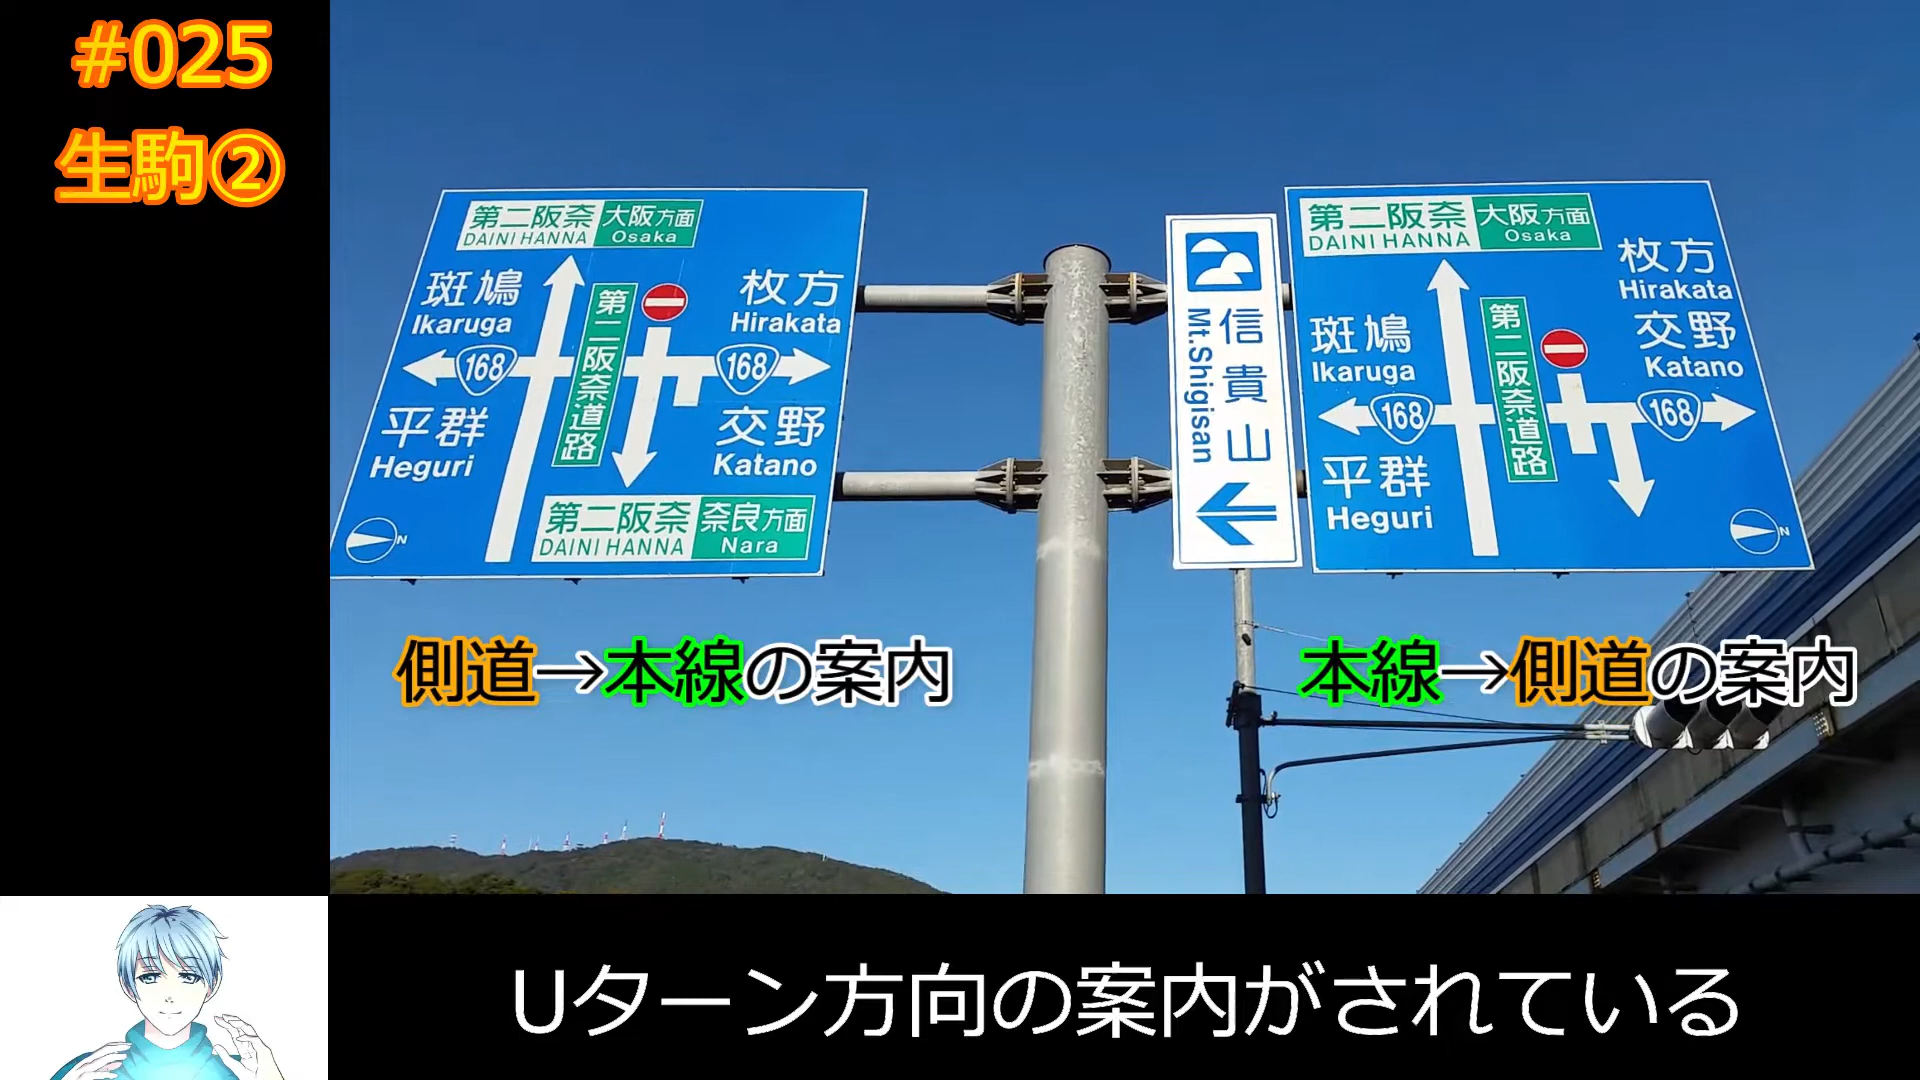 #025
生駒②
第二阪奈 大阪方面
DAINI HANNA Osaka
斑鳩
Ikaruga
枚方
Hirakata
第二阪奈道路
168
168
平群
Heguri
交野
Katano
第二阪奈 奈良方面
DAINI HANNA Nara
N
信貴山
Mt.Shigisan
第二阪奈 大阪方面
DAINI HANNA Osaka
枚方
Hirakata
斑鳩
Ikaruga
交野
Katano
第二阪奈道路
168
168
平群
Heguri
N
側道→本線の案内
本線→側道の案内
Uターン方向の案内がされている